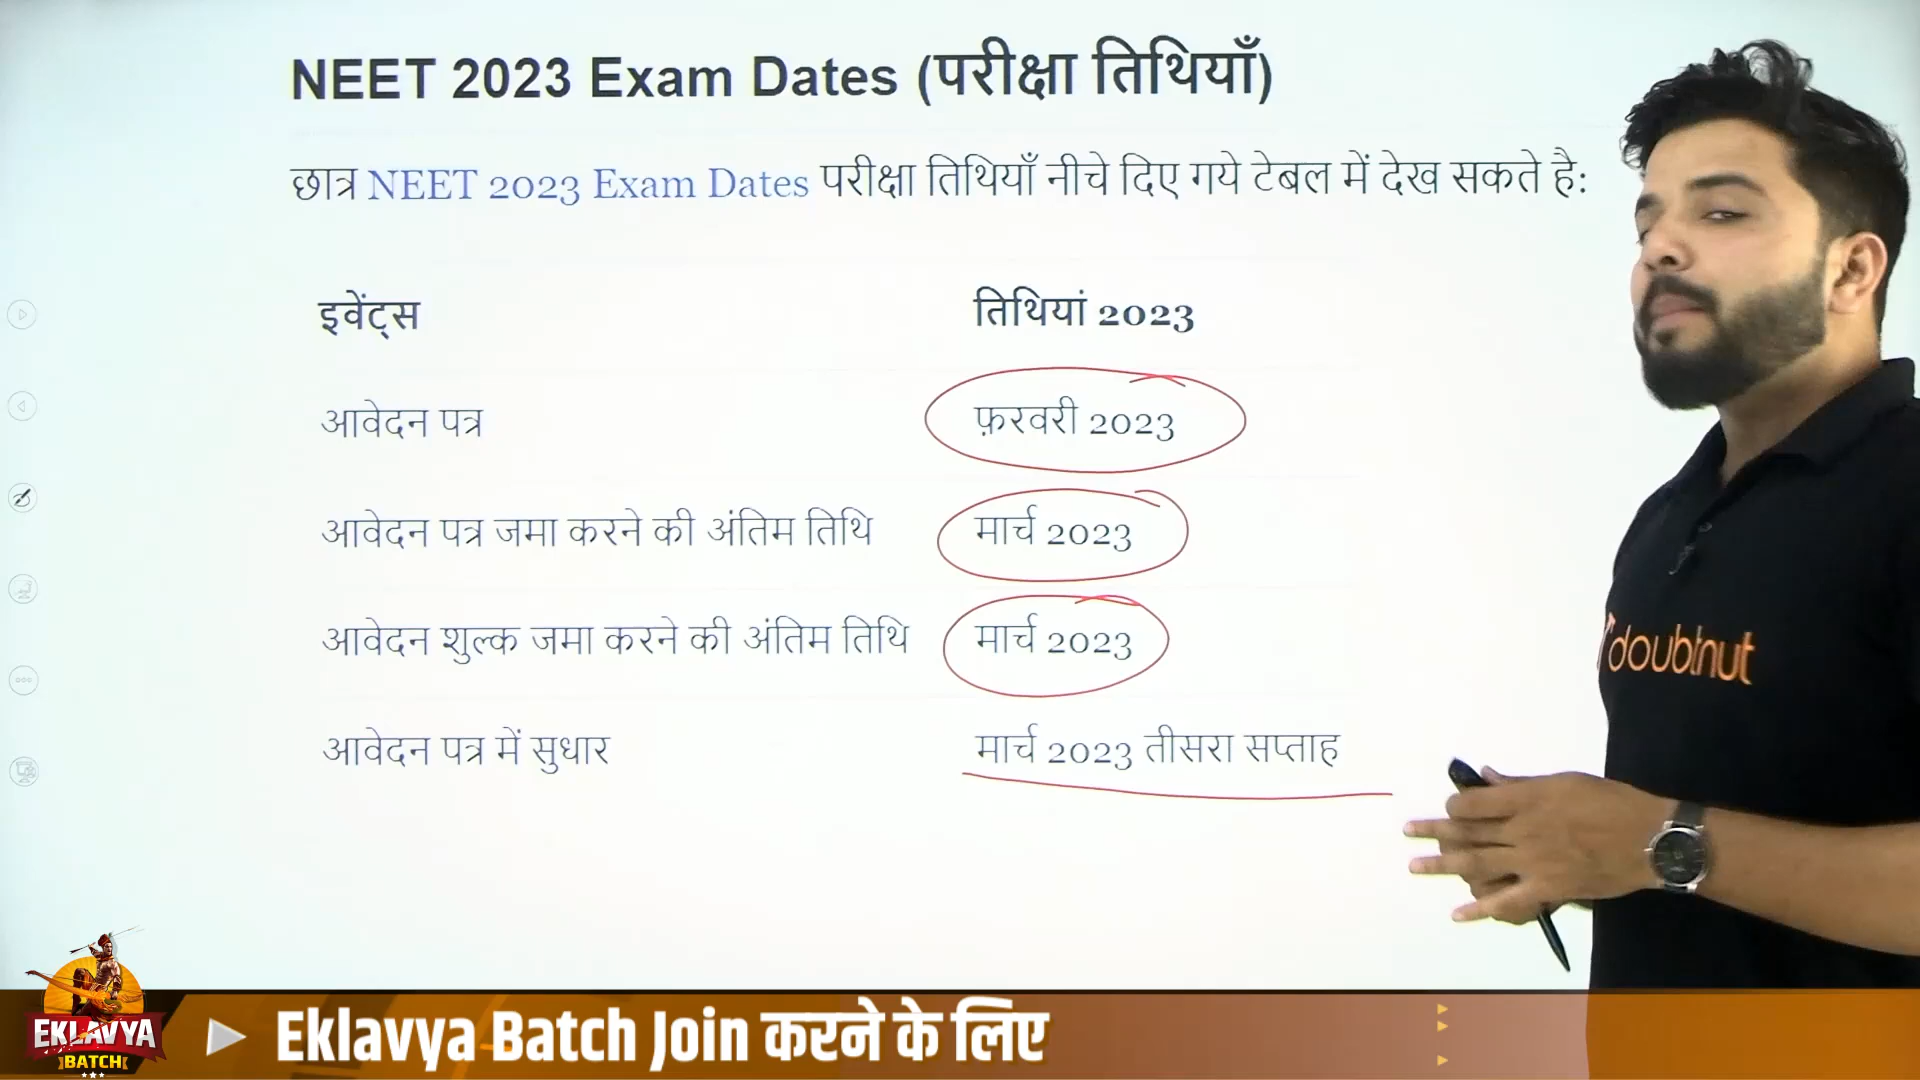 NEET 2023 Exam Dates (परीक्षा तिथियाँ)
छात्र NEET 2023 Exam Dates परीक्षा तिथियाँ नीचे दिए गये टेबल में देख सकते है:
इवेंट्स तिथियां 2023
आवेदन पत्र फ़रवरी 2023
आवेदन पत्र जमा करने की अंतिम तिथि मार्च 2023
आवेदन शुल्क जमा करने की अंतिम तिथि मार्च 2023
आवेदन पत्र में सुधार मार्च 2023 तीसरा सप्ताह
doubtnut
EKLAVYA
BATCH
Eklavya Batch Join करने के लिए